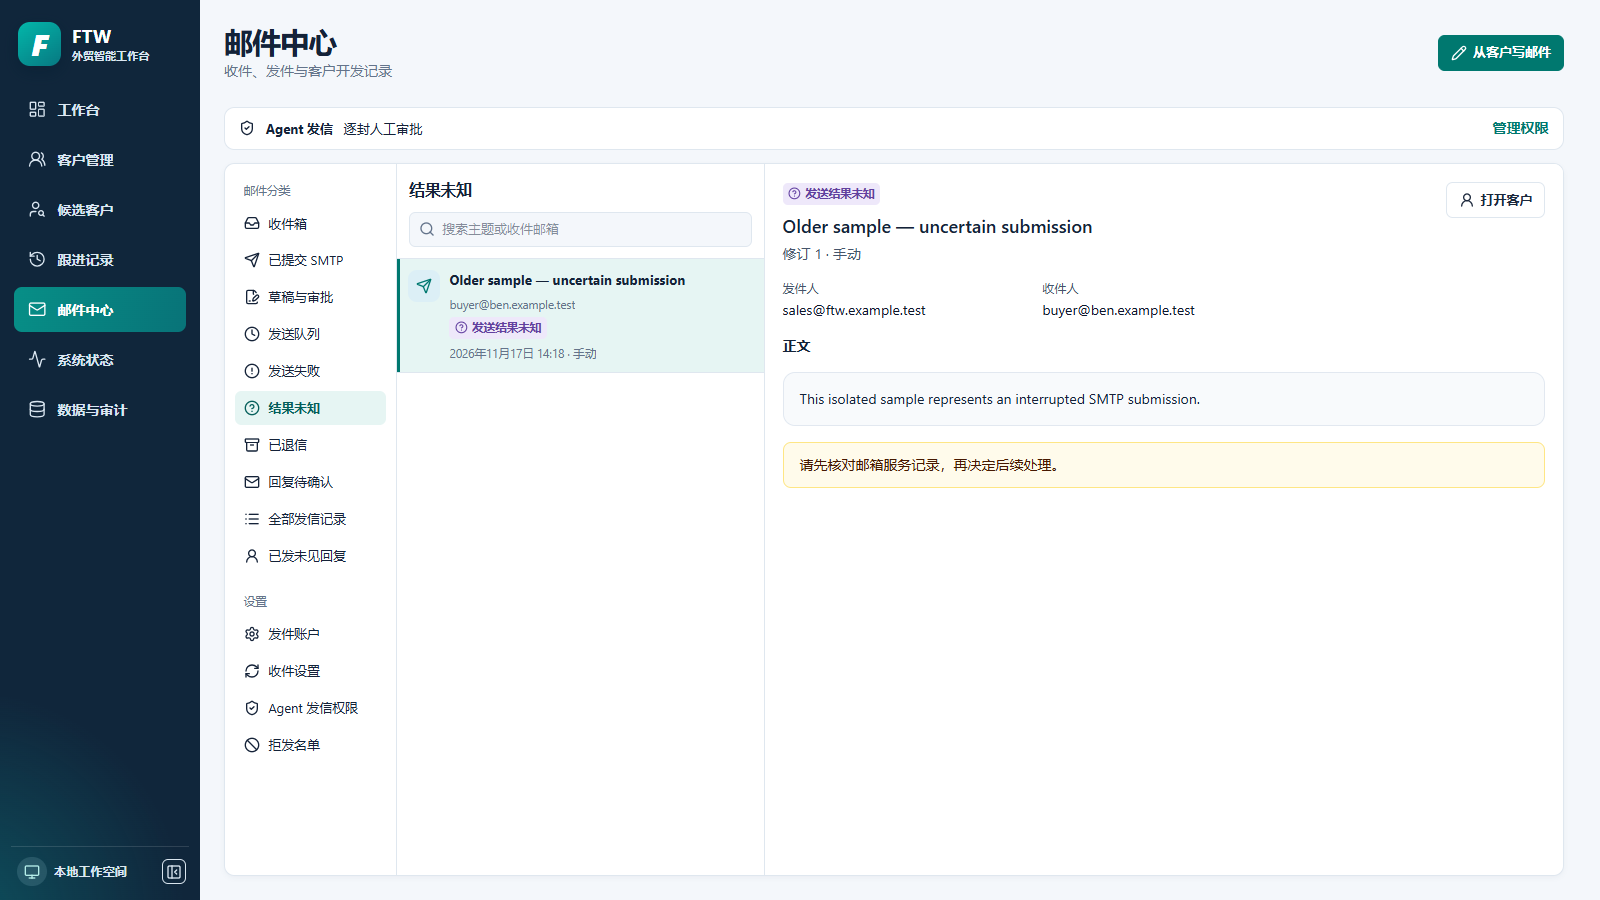 F
FTW
外贸智能工作台
工作台
客户管理
候选客户
跟进记录
邮件中心
系统状态
数据与审计
本地工作空间
邮件中心
收件、发件与客户开发记录
从客户写邮件
Agent 发信 逐封人工审批
管理权限
邮件分类
收件箱
已提交 SMTP
草稿与审批
发送队列
发送失败
结果未知
已退信
回复待确认
全部发信记录
已发未见回复
设置
发件账户
收件设置
Agent 发信权限
拒发名单
结果未知
搜索主题或收件邮箱
Older sample — uncertain submission
buyer@ben.example.test
发送结果未知
2026年11月17日 14:18 · 手动
发送结果未知
打开客户
Older sample — uncertain submission
修订 1 · 手动
发件人
sales@ftw.example.test
收件人
buyer@ben.example.test
正文
This isolated sample represents an interrupted SMTP submission.
请先核对邮箱服务记录，再决定后续处理。